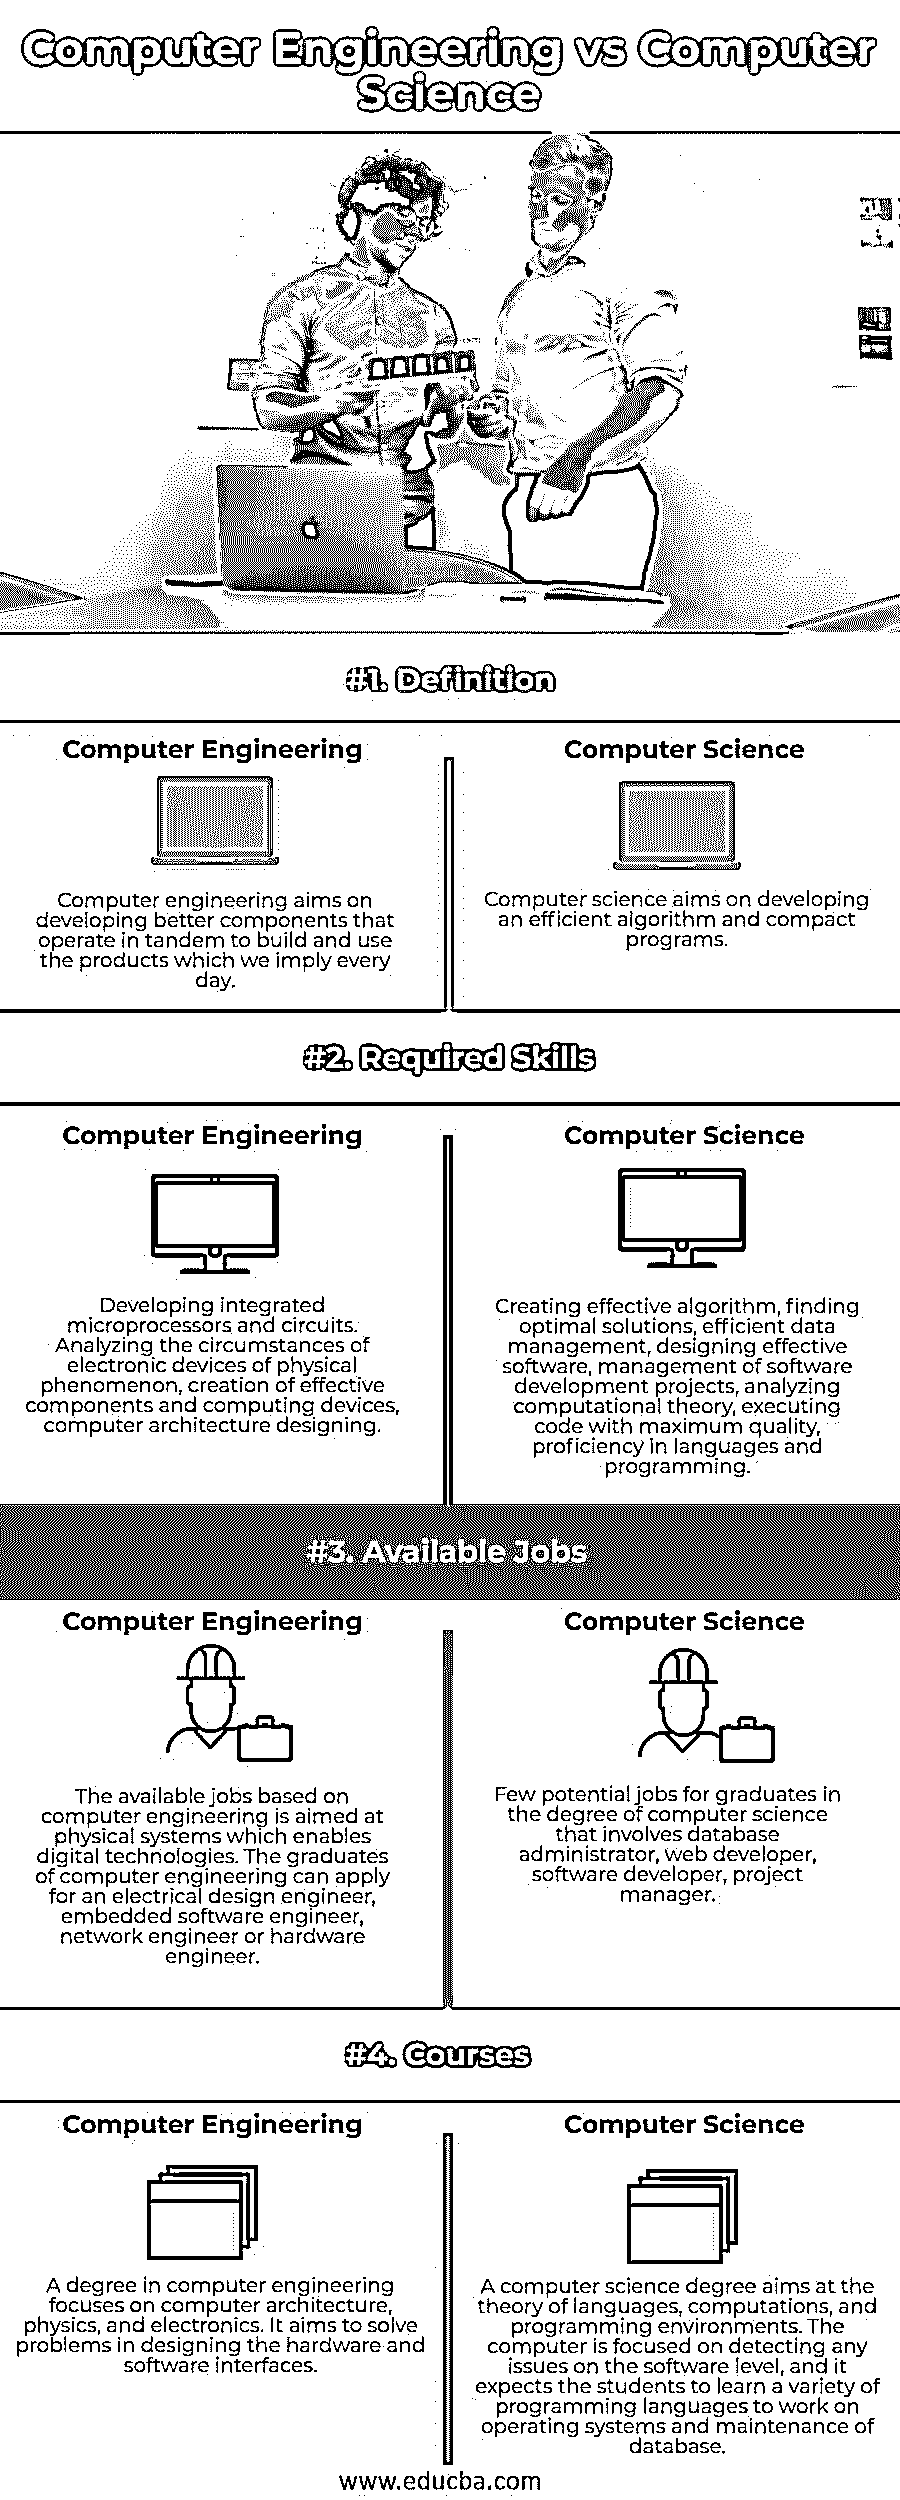 Computer Engineering vs Computer
Science
#1. Definition
Computer Engineering
Computer engineering aims on
developing better components that
operate in tandem to build and use
the products which we imply every
day.
Computer Science
Computer science aims on developing
an efficient algorithm and compact
programs.
#2. Required Skills
Computer Engineering
Developing integrated
microprocessors and circuits.
Analyzing the circumstances of
electronic devices of physical
phenomenon, creation of effective
components and computing devices,
computer architecture designing.
Computer Science
Creating effective algorithm, finding
optimal solutions, efficient data
management, designing effective
software, management of software
development projects, analyzing
computational theory, executing
code with maximum quality,
proficiency in languages and
programming.
#3. Available Jobs
Computer Engineering
The available jobs based on
computer engineering is aimed at
physical systems which enables
digital technologies. The graduates
of computer engineering can apply
for an electrical design engineer,
embedded software engineer,
network engineer or hardware
engineer.
Computer Science
Few potential jobs for graduates in
the degree of computer science
that involves database
administrator, web developer,
software developer, project
manager.
#4. Courses
Computer Engineering
A degree in computer engineering
focuses on computer architecture,
physics, and electronics. It aims to solve
problems in designing the hardware and
software interfaces.
Computer Science
A computer science degree aims at the
theory of languages, computations, and
programming environments. The
computer is focused on detecting any
issues on the software level, and it
expects the students to learn a variety of
programming languages to work on
operating systems and maintenance of
database.
www.educba.com